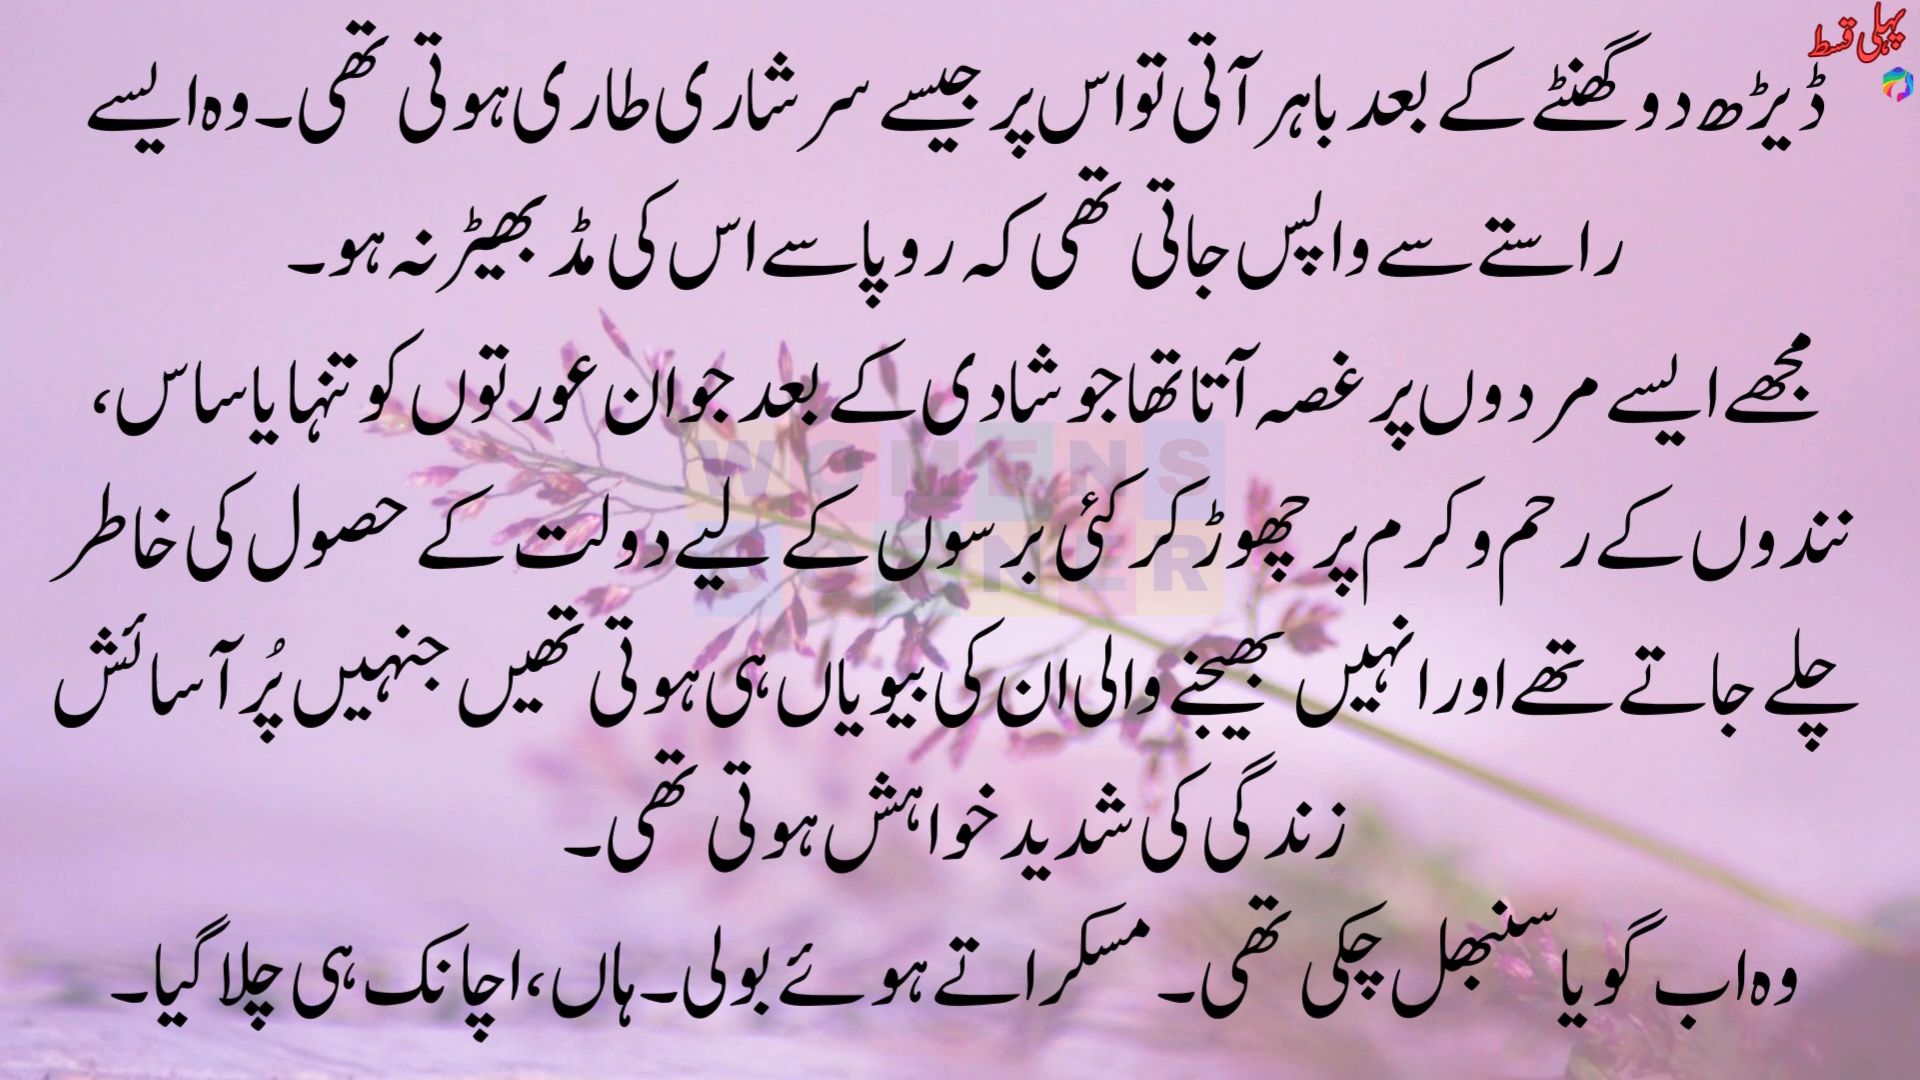 پہلی قسط
ڈیڑھ دو گھنٹے کے بعد باہر آتی تو اس پر جیسے سرشاری طاری ہوتی تھی۔ وہ ایسے
راستے سے واپس جاتی تھی کہ روپا سے اس کی مڈبھیڑ نہ ہو۔
مجھے ایسے مردوں پر غصہ آتا تھا جو شادی کے بعد جوان عورتوں کو تنہا یا ساس،
نندوں کے رحم و کرم پر چھوڑ کر کئی برسوں کے لیے دولت کے حصول کی خاطر
چلے جاتے تھے اور انہیں بھیجنے والی ان کی بیویاں ہی ہوتی تھیں جنہیں پُر آسائش
زندگی کی شدید خواہش ہوتی تھی۔
وہ اب گویا سنبھل چکی تھی۔ مسکراتے ہوئے بولی۔ ہاں، اچانک ہی چلا گیا۔
WOMENS
CORNER